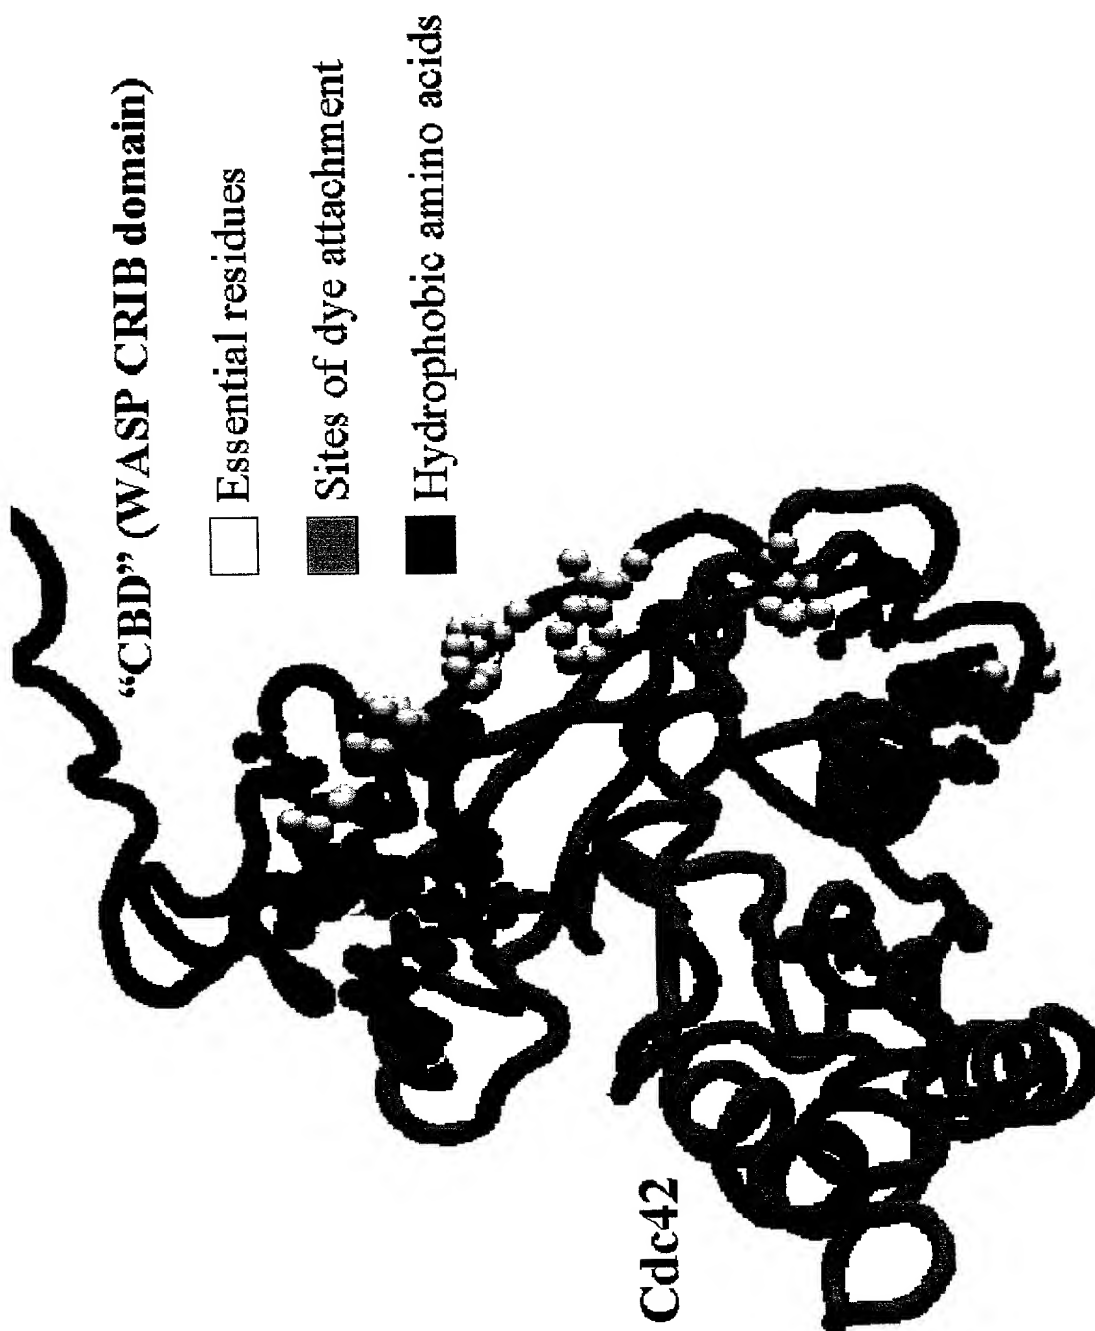 “CBD” (WASP CRIB domain)
Essential residues
Sites of dye attachment
Hydrophobic amino acids
Cdc42